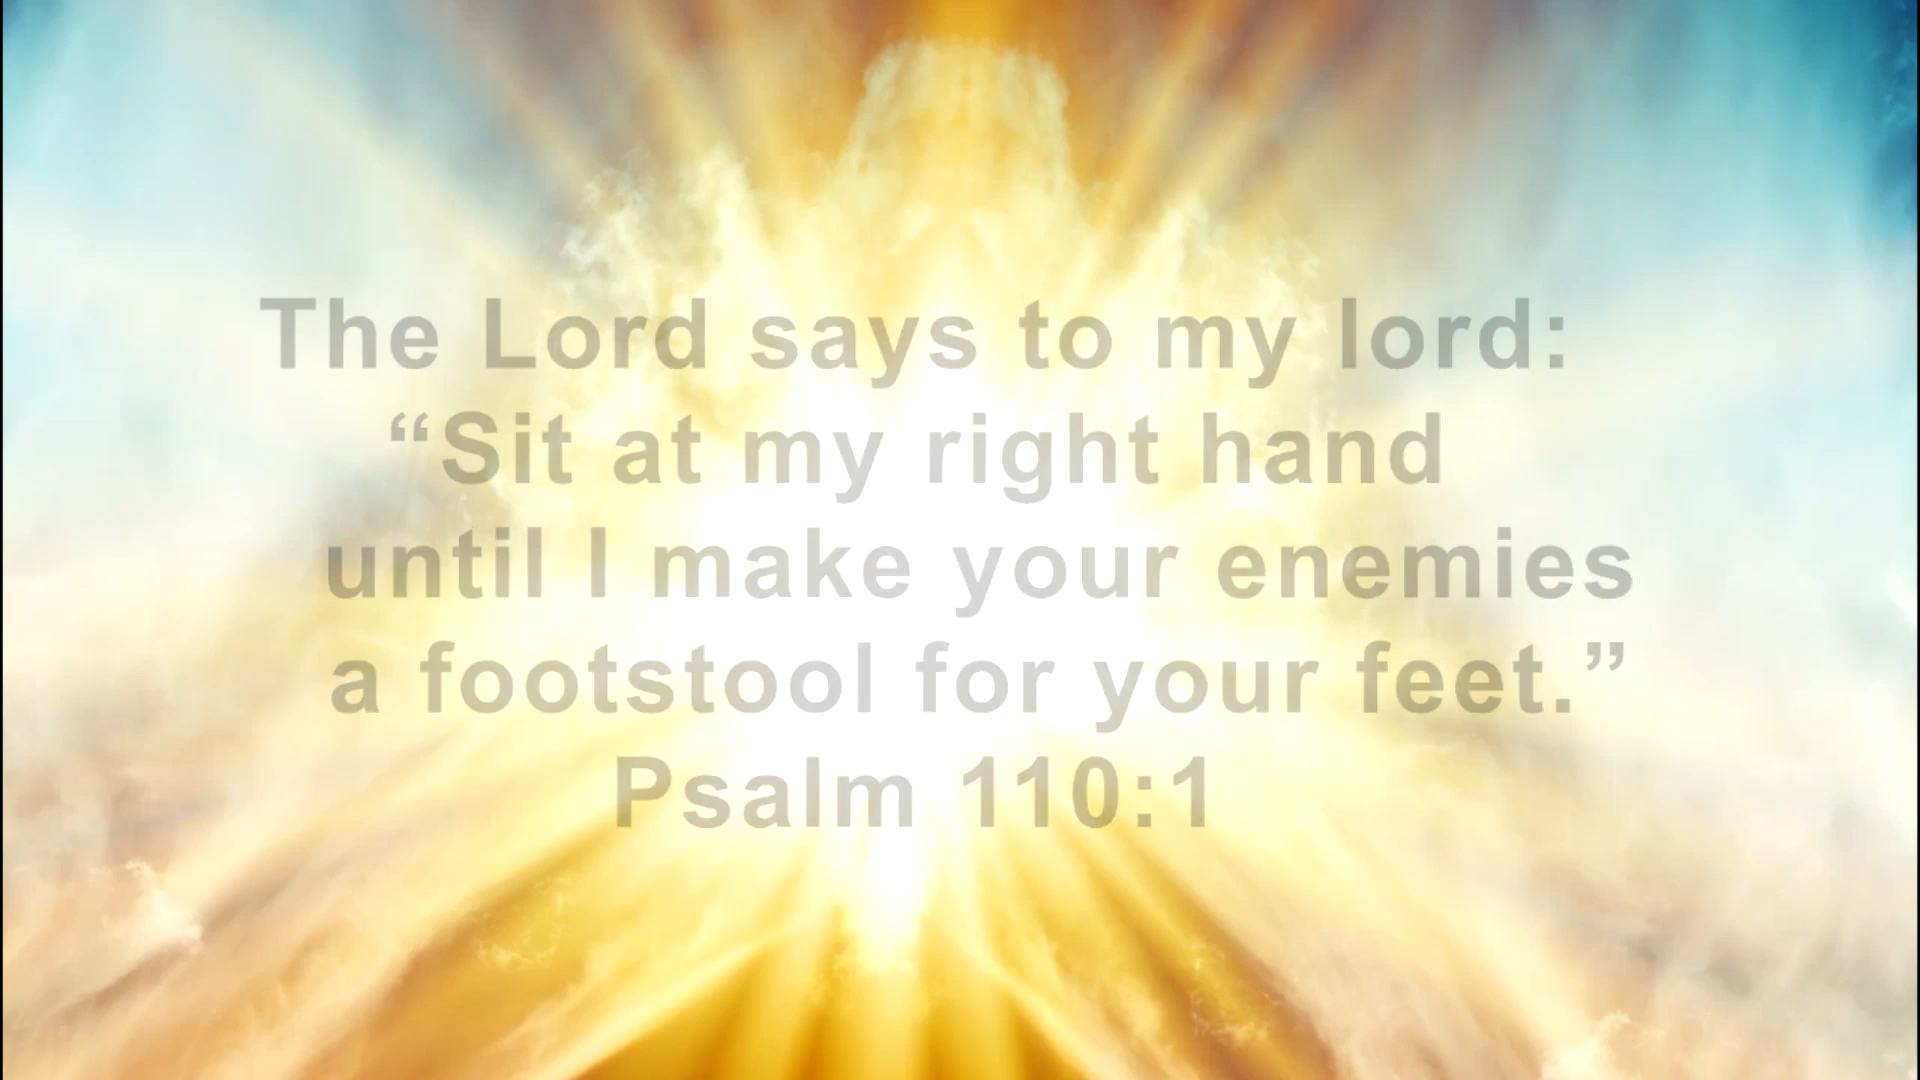 The Lord says to my lord:
“Sit at my right hand
until I make your enemies
a footstool for your feet.”
Psalm 110:1